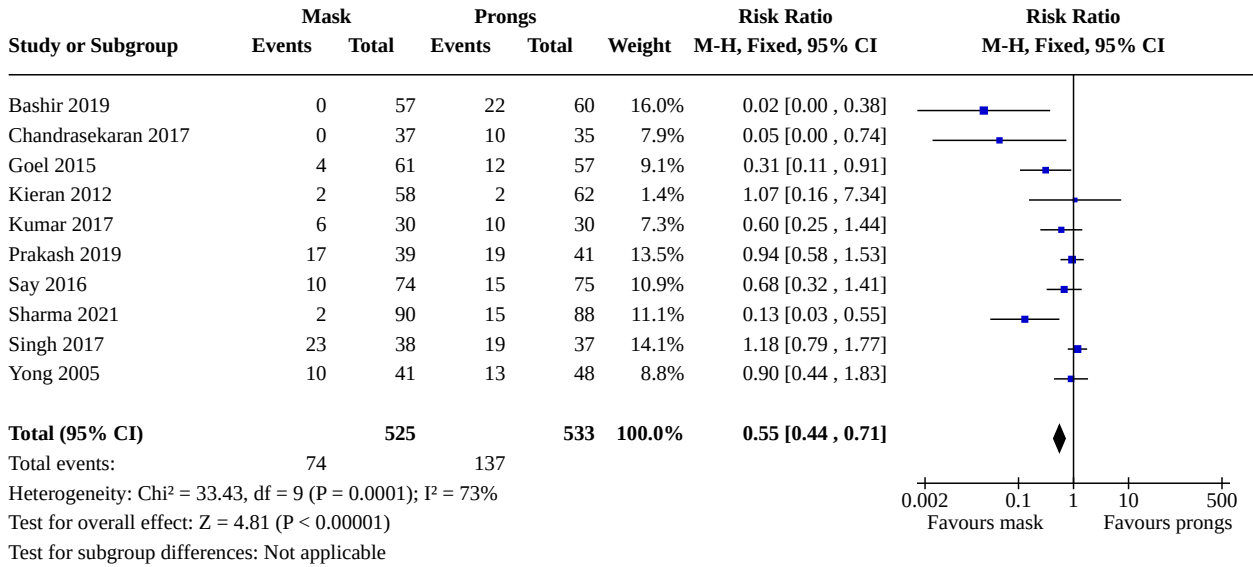 Mask Prongs Risk Ratio Risk Ratio
Study or Subgroup Events Total Events Total Weight M-H, Fixed, 95% CI M-H, Fixed, 95% CI
Bashir 2019 0 57 22 60 16.0% 0.02 [0.00 , 0.38]
Chandrasekaran 2017 0 37 10 35 7.9% 0.05 [0.00 , 0.74]
Goel 2015 4 61 12 57 9.1% 0.31 [0.11 , 0.91]
Kieran 2012 2 58 2 62 1.4% 1.07 [0.16 , 7.34]
Kumar 2017 6 30 10 30 7.3% 0.60 [0.25 , 1.44]
Prakash 2019 17 39 19 41 13.5% 0.94 [0.58 , 1.53]
Say 2016 10 74 15 75 10.9% 0.68 [0.32 , 1.41]
Sharma 2021 2 90 15 88 11.1% 0.13 [0.03 , 0.55]
Singh 2017 23 38 19 37 14.1% 1.18 [0.79 , 1.77]
Yong 2005 10 41 13 48 8.8% 0.90 [0.44 , 1.83]
Total (95% CI) 525 533 100.0% 0.55 [0.44 , 0.71]
Total events: 74 137
Heterogeneity: Chi² = 33.43, df = 9 (P = 0.0001); I² = 73%
Test for overall effect: Z = 4.81 (P < 0.00001)
Test for subgroup differences: Not applicable
0.002 0.1 1 10 500
Favours mask Favours prongs